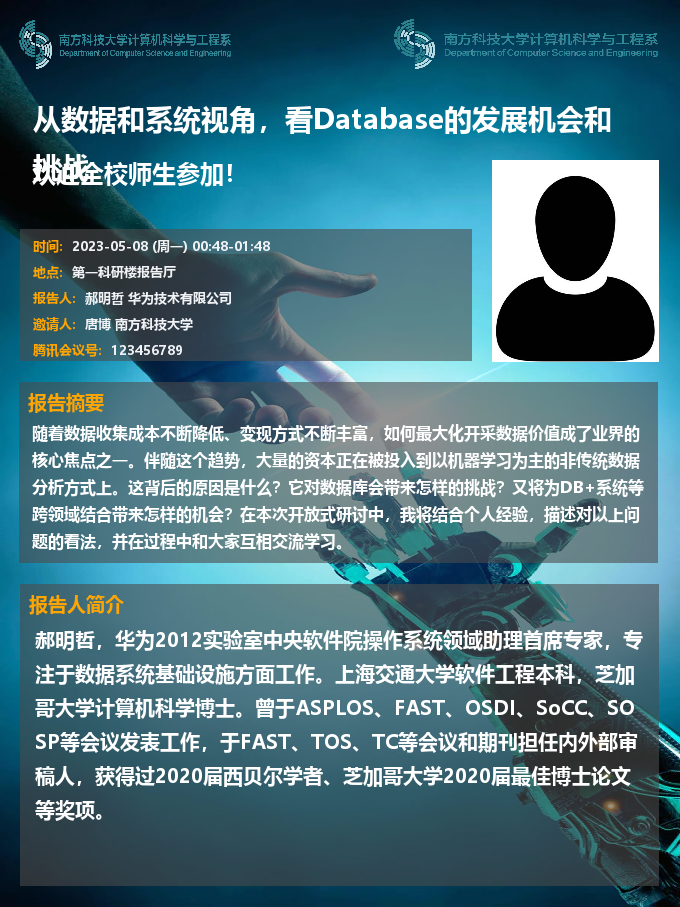 南方科技大学计算机科学与工程系
Department of Computer Science and Engineering
南方科技大学计算机科学与工程系
Department of Computer Science and Engineering
从数据和系统视角，看Database的发展机会和
挑战
欢迎全校师生参加！
时间：2023-05-08 (周一) 00:48-01:48
地点：第一科研楼报告厅
报告人：郝明哲 华为技术有限公司
邀请人：唐博 南方科技大学
腾讯会议号：123456789
报告摘要
随着数据收集成本不断降低、变现方式不断丰富，如何最大化开采数据价值成了业界的
核心焦点之一。伴随这个趋势，大量的资本正在被投入到以机器学习为主的非传统数据
分析方式上。这背后的原因是什么？它对数据库会带来怎样的挑战？又将为DB+系统等
跨领域结合带来怎样的机会？在本次开放式研讨中，我将结合个人经验，描述对以上问
题的看法，并在过程中和大家互相交流学习。
报告人简介
郝明哲，华为2012实验室中央软件院操作系统领域助理首席专家，专
注于数据系统基础设施方面工作。上海交通大学软件工程本科，芝加
哥大学计算机科学博士。曾于ASPLOS、FAST、OSDI、SoCC、SO
SP等会议发表工作，于FAST、TOS、TC等会议和期刊担任内外部审
稿人，获得过2020届西贝尔学者、芝加哥大学2020届最佳博士论文
等奖项。